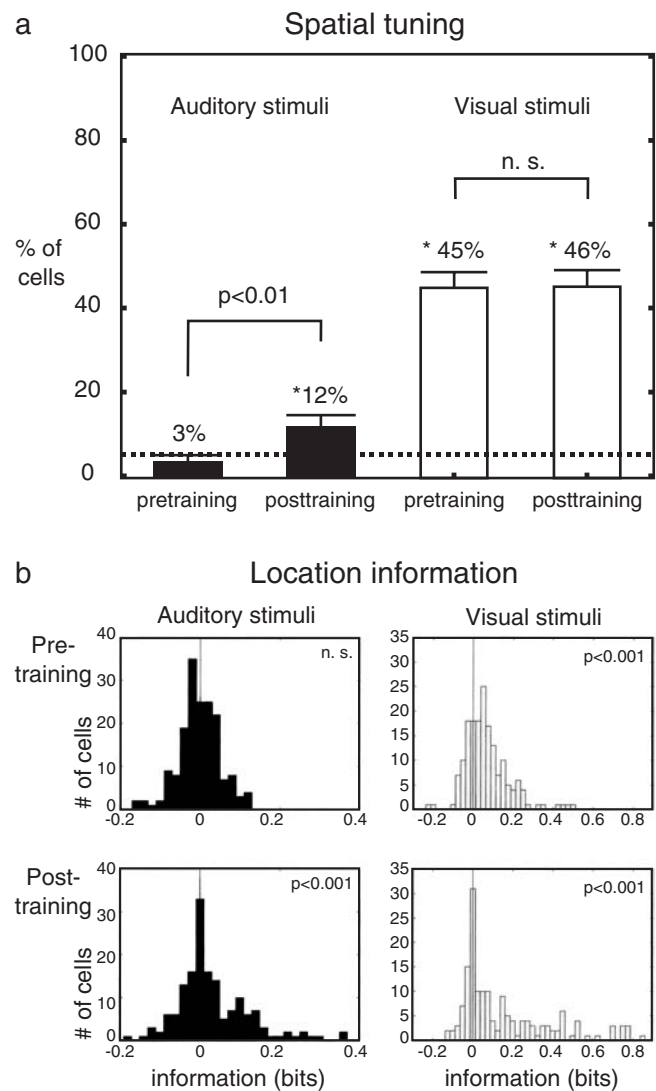 a Spatial tuning
100
Auditory stimuli Visual stimuli
80
n. s.
60
% of
cells
* 45% * 46%
40
p<0.01
20
*12%
3%
0
pretraining posttraining pretraining posttraining
b Location information
Auditory stimuli Visual stimuli
Pre-
training
# of cells
40
30
20
10
0
n. s.
-0.2 0 0.2 0.4
35
30
25
20
15
10
5
0
p<0.001
-0.2 0 0.2 0.4 0.6 0.8
Post-
training
# of cells
40
30
20
10
0
p<0.001
-0.2 0 0.2 0.4
information (bits)
35
30
25
20
15
10
5
0
p<0.001
-0.2 0 0.2 0.4 0.6 0.8
information (bits)